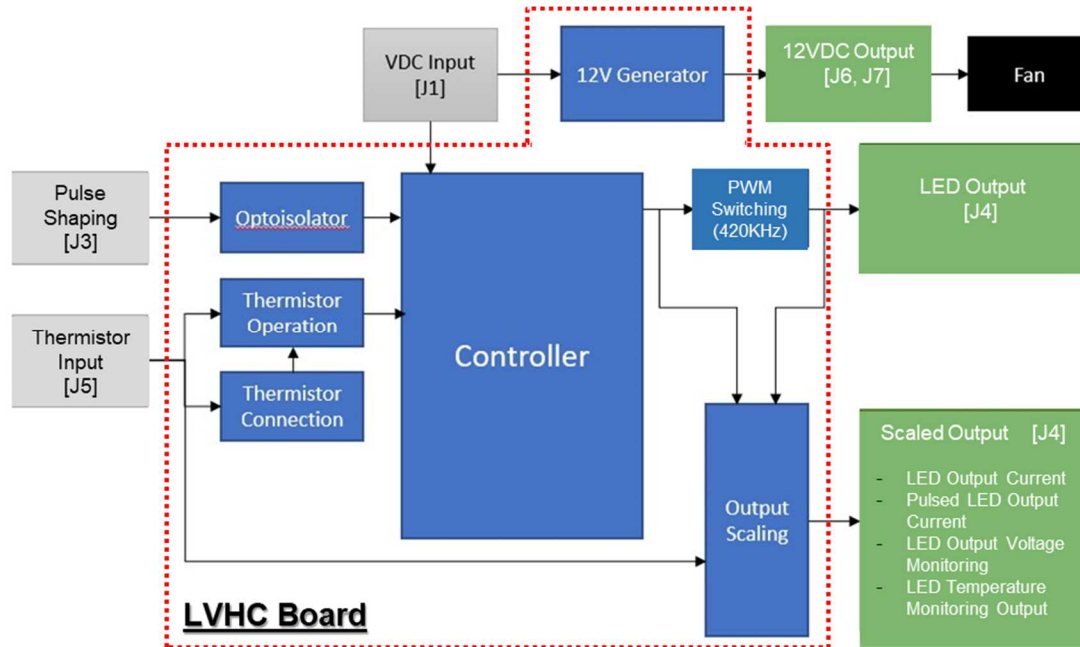 VDC Input
[J1]
12V Generator
12VDC Output
[J6, J7]
Fan
Pulse
Shaping
[J3]
Optoisolator
PWM
Switching
(420KHz)
LED Output
[J4]
Thermistor
Input
[J5]
Thermistor
Operation
Thermistor
Connection
Controller
Output
Scaling
Scaled Output [J4]
- LED Output Current
- Pulsed LED Output
Current
- LED Output Voltage
Monitoring
- LED Temperature
Monitoring Output
LVHC Board